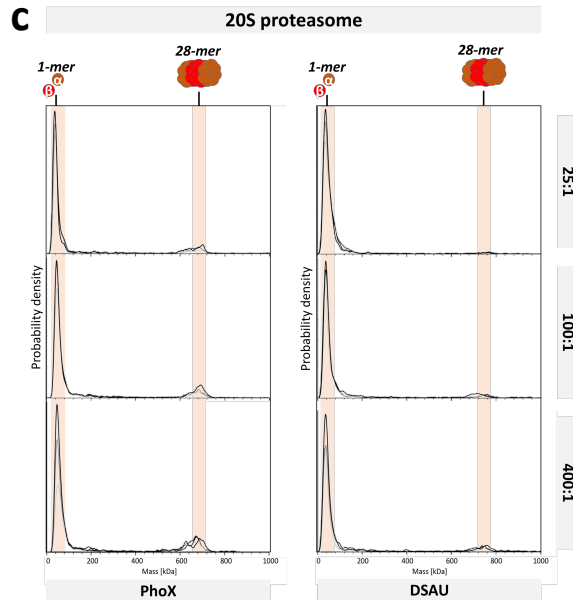 C
20S proteasome
28-mer
28-mer
1-mer
1-mer
α
α
β
β
25:1
Probability density
Probability density
100:1
400:1
0 200 400 600 800 1000
0 200 400 600 800 1000
Mass [kDa]
Mass [kDa]
PhoX
DSAU